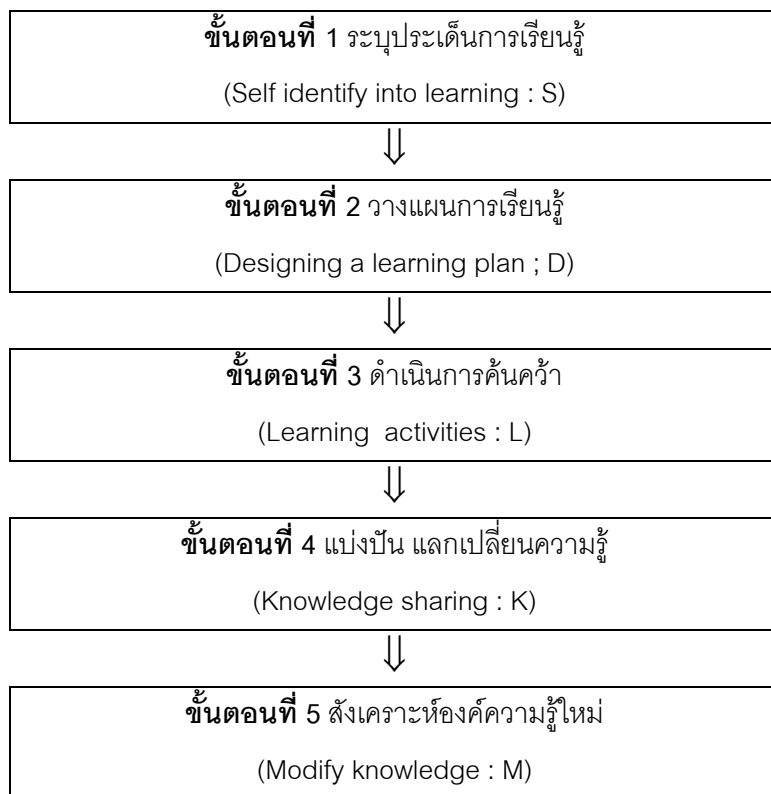 ขั้นตอนที่ 1 ระบุประเด็นการเรียนรู้
(Self identify into learning : S)
⇓
ขั้นตอนที่ 2 วางแผนการเรียนรู้
(Designing a learning plan ; D)
⇓
ขั้นตอนที่ 3 ดำเนินการค้นคว้า
(Learning activities : L)
⇓
ขั้นตอนที่ 4 แบ่งปัน แลกเปลี่ยนความรู้
(Knowledge sharing : K)
⇓
ขั้นตอนที่ 5 สังเคราะห์องค์ความรู้ใหม่
(Modify knowledge : M)